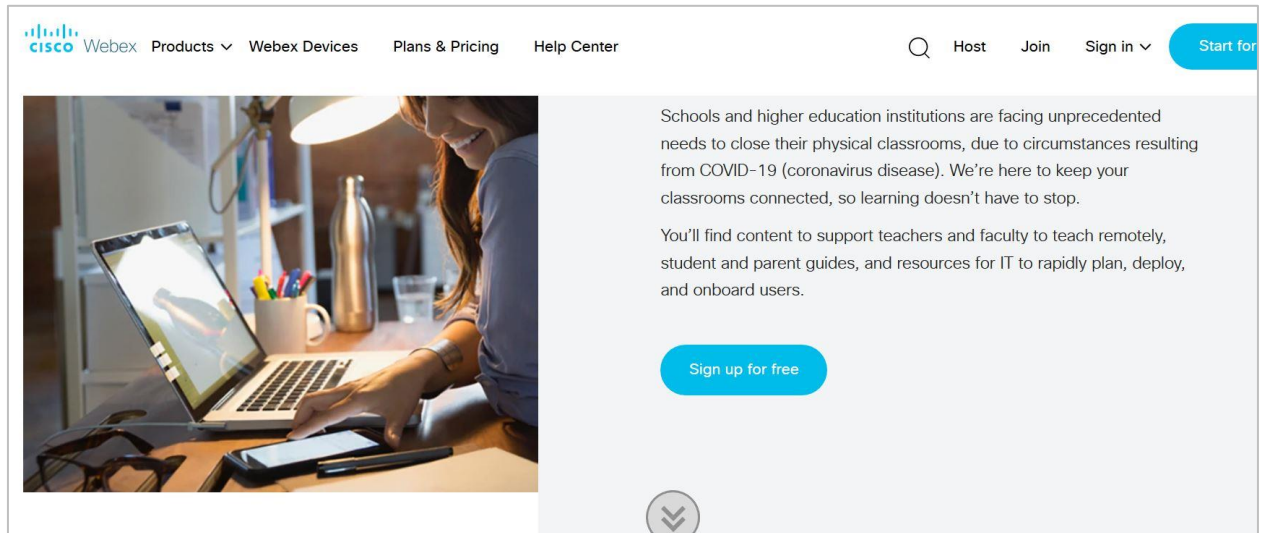 CISCO Webex Products Webex Devices Plans & Pricing Help Center Host Join Sign in Start for
Schools and higher education institutions are facing unprecedented
needs to close their physical classrooms, due to circumstances resulting
from COVID-19 (coronavirus disease). We’re here to keep your
classrooms connected, so learning doesn’t have to stop.
You’ll find content to support teachers and faculty to teach remotely,
student and parent guides, and resources for IT to rapidly plan, deploy,
and onboard users.
Sign up for free